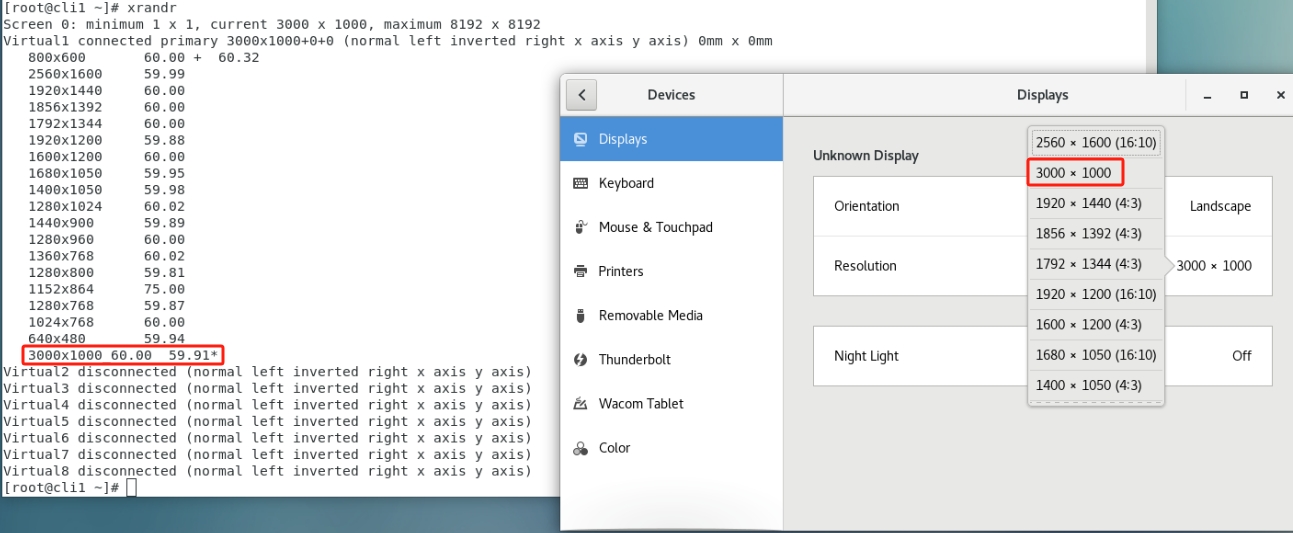 [root@cli1 ~]# xrandr
Screen 0: minimum 1 x 1, current 3000 x 1000, maximum 8192 x 8192
Virtual1 connected primary 3000x1000+0+0 (normal left inverted right x axis y axis) 0mm x 0mm
   800x600       60.00 +  60.32
   2560x1600     59.99
   1920x1440     60.00
   1856x1392     60.00
   1792x1344     60.00
   1920x1200     59.88
   1600x1200     60.00
   1680x1050     59.95
   1400x1050     59.98
   1280x1024     60.02
   1440x900      59.89
   1280x960      60.00
   1360x768      60.02
   1280x800      59.81
   1152x864      75.00
   1280x768      59.87
   1024x768      60.00
   640x480       59.94
   3000x1000_60.00  59.91*
Virtual2 disconnected (normal left inverted right x axis y axis)
Virtual3 disconnected (normal left inverted right x axis y axis)
Virtual4 disconnected (normal left inverted right x axis y axis)
Virtual5 disconnected (normal left inverted right x axis y axis)
Virtual6 disconnected (normal left inverted right x axis y axis)
Virtual7 disconnected (normal left inverted right x axis y axis)
Virtual8 disconnected (normal left inverted right x axis y axis)
[root@cli1 ~]#
Devices
Displays
Displays
Keyboard
Mouse & Touchpad
Printers
Removable Media
Thunderbolt
Wacom Tablet
Color
Unknown Display
Orientation
Landscape
Resolution
3000 × 1000
Night Light
Off
2560 × 1600 (16:10)
3000 × 1000
1920 × 1440 (4:3)
1856 × 1392 (4:3)
1792 × 1344 (4:3)
1920 × 1200 (16:10)
1600 × 1200 (4:3)
1680 × 1050 (16:10)
1400 × 1050 (4:3)